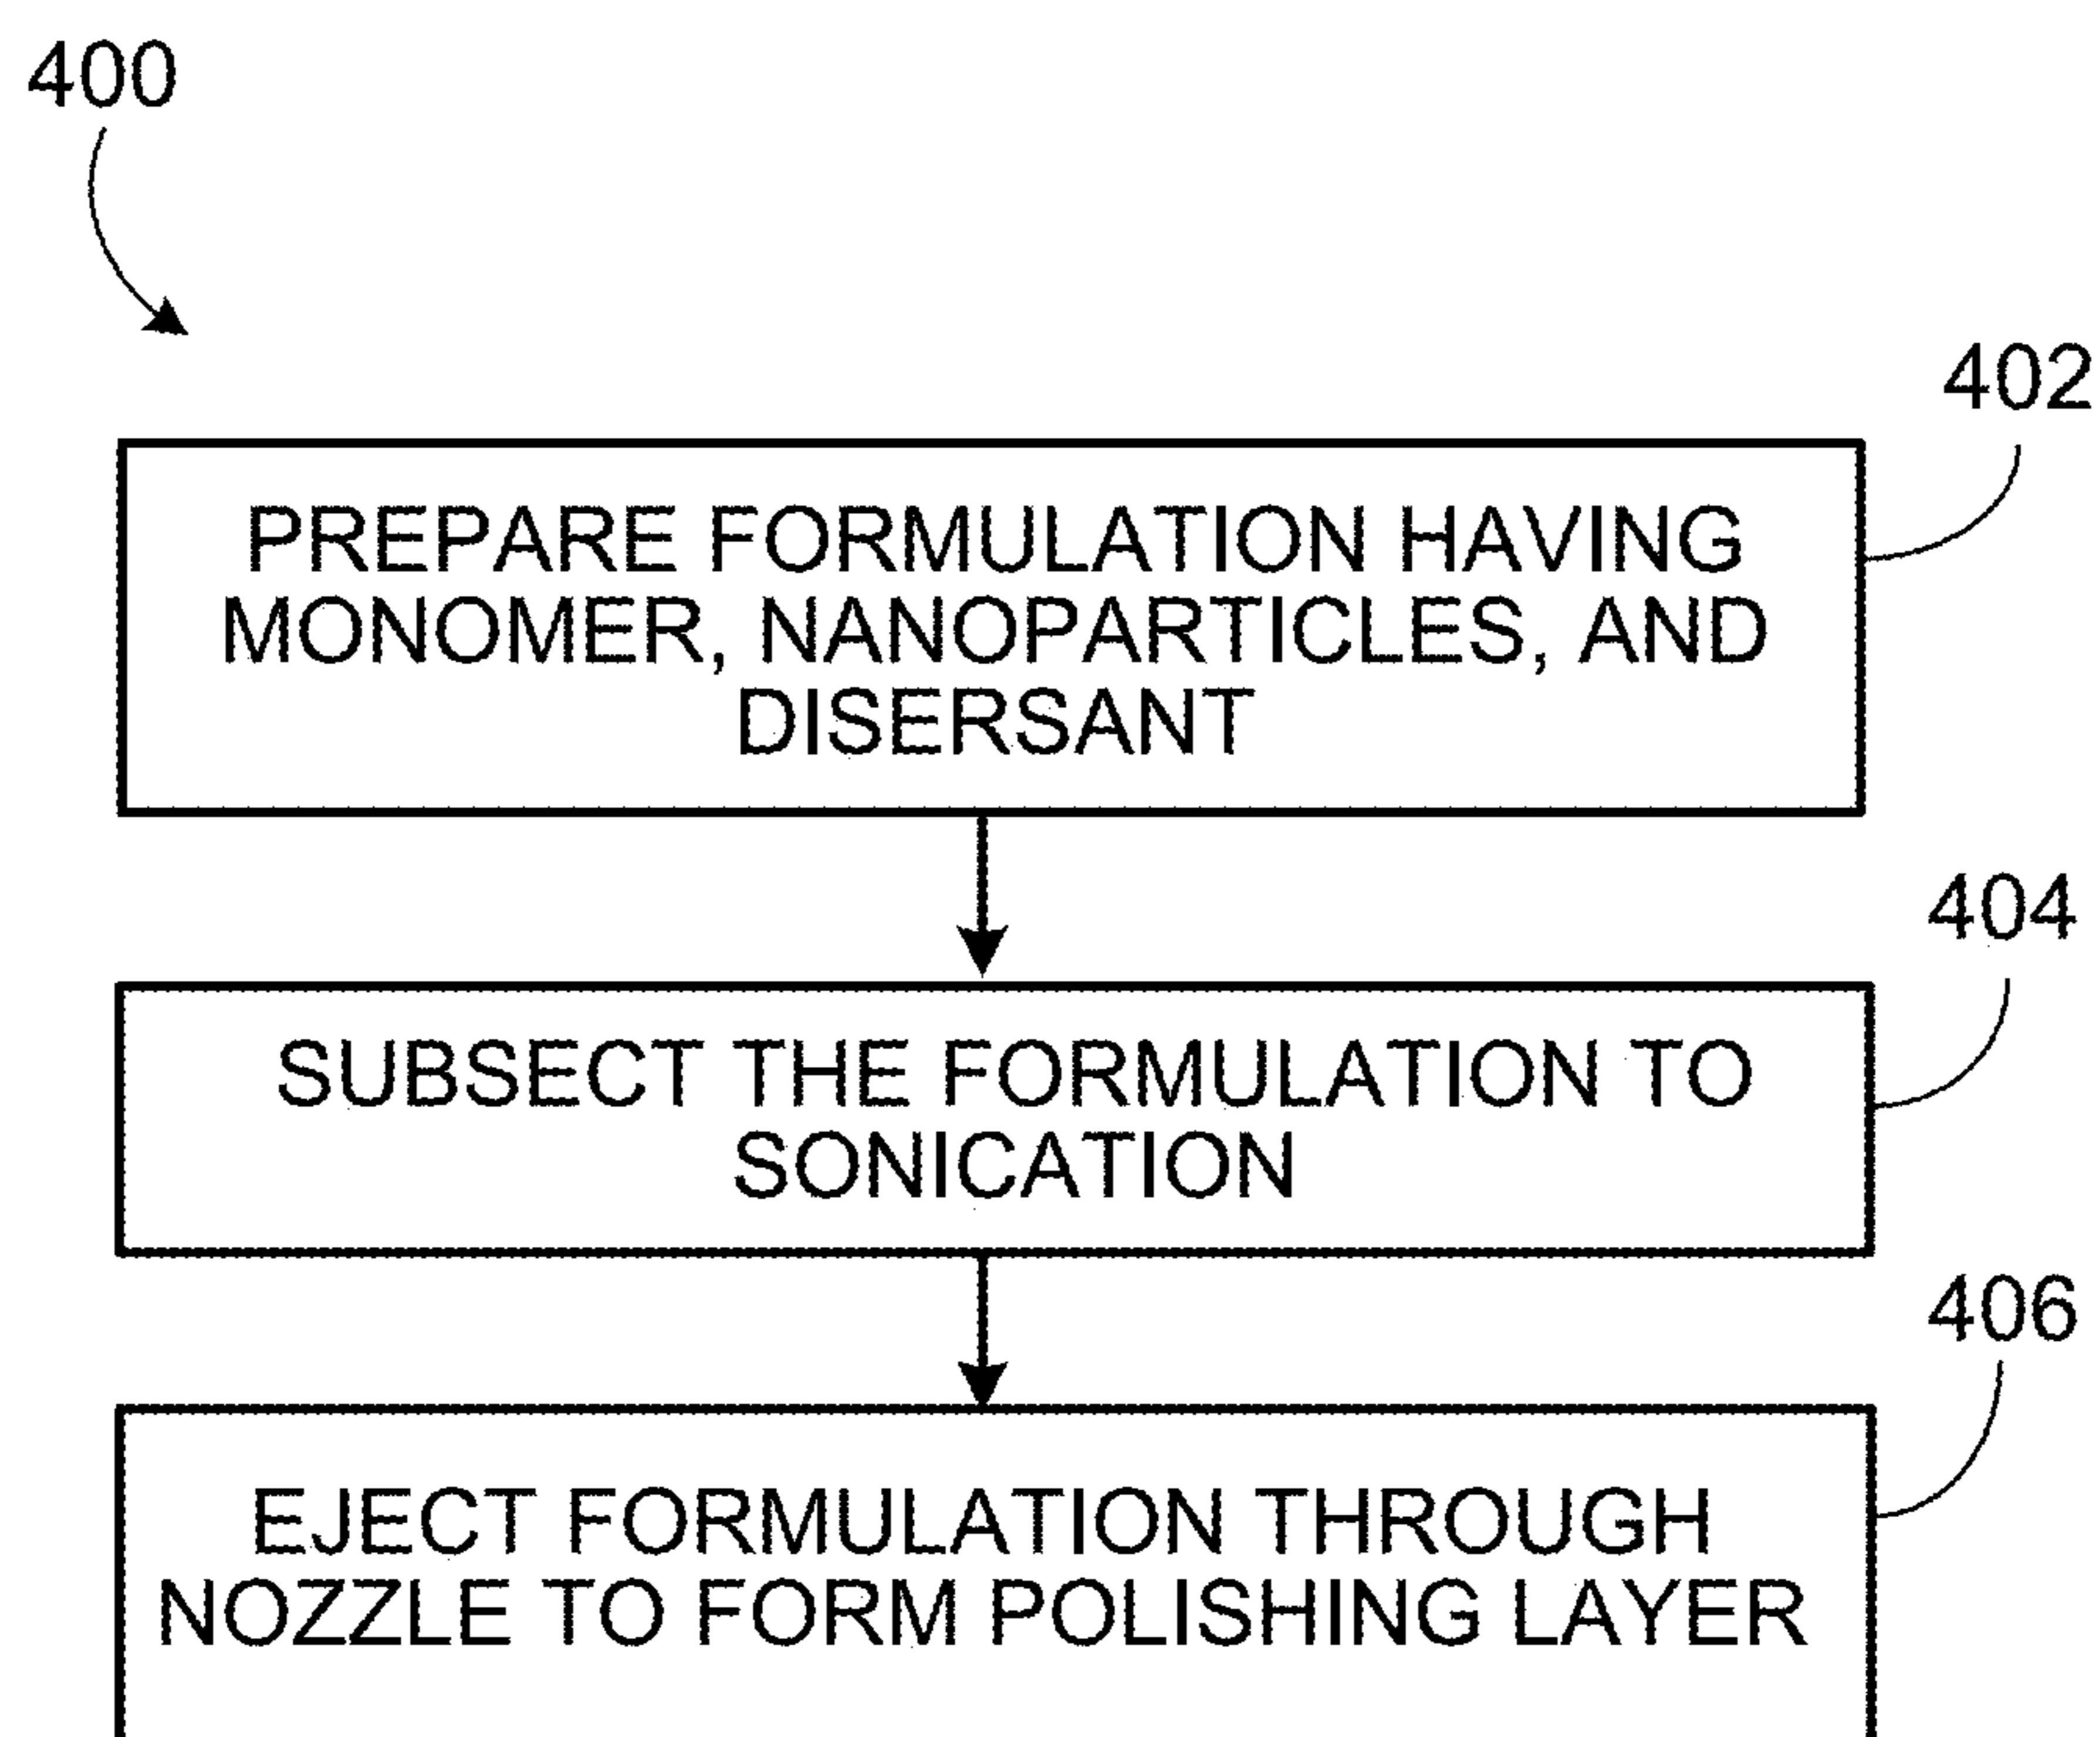 400
402
PREPARE FORMULATION HAVING
MONOMER, NANOPARTICLES, AND
DISERSANT
404
SUBSECT THE FORMULATION TO
SONICATION
406
EJECT FORMULATION THROUGH
NOZZLE TO FORM POLISHING LAYER